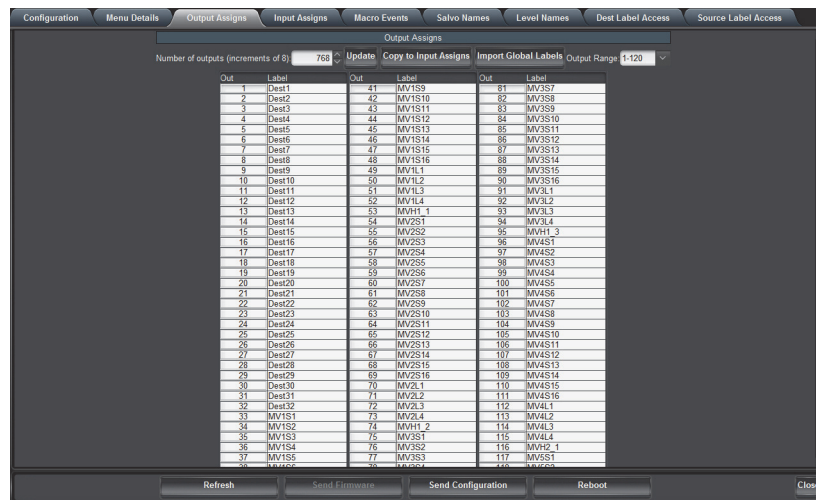 Configuration Menu Details Output Assigns Input Assigns Macro Events Salvo Names Level Names Dest Label Access Source Label Access
Output Assigns
Number of outputs (increments of 8): 768 Update Copy to Input Assigns Import Global Labels Output Range: 1-120
Out Label Out Label Out Label
1 Dest1 41 MV1S9 81 MV3S7
2 Dest2 42 MV1S10 82 MV3S8
3 Dest3 43 MV1S11 83 MV3S9
4 Dest4 44 MV1S12 84 MV3S10
5 Dest5 45 MV1S13 85 MV3S11
6 Dest6 46 MV1S14 86 MV3S12
7 Dest7 47 MV1S15 87 MV3S13
8 Dest8 48 MV1S16 88 MV3S14
9 Dest9 49 MV1L1 89 MV3S15
10 Dest10 50 MV1L2 90 MV3S16
11 Dest11 51 MV1L3 91 MV3L1
12 Dest12 52 MV1L4 92 MV3L2
13 Dest13 53 MVH1_1 93 MV3L3
14 Dest14 54 MV2S1 94 MV3L4
15 Dest15 55 MV2S2 95 MVH1_3
16 Dest16 56 MV2S3 96 MV4S1
17 Dest17 57 MV2S4 97 MV4S2
18 Dest18 58 MV2S5 98 MV4S3
19 Dest19 59 MV2S6 99 MV4S4
20 Dest20 60 MV2S7 100 MV4S5
21 Dest21 61 MV2S8 101 MV4S6
22 Dest22 62 MV2S9 102 MV4S7
23 Dest23 63 MV2S10 103 MV4S8
24 Dest24 64 MV2S11 104 MV4S9
25 Dest25 65 MV2S12 105 MV4S10
26 Dest26 66 MV2S13 106 MV4S11
27 Dest27 67 MV2S14 107 MV4S12
28 Dest28 68 MV2S15 108 MV4S13
29 Dest29 69 MV2S16 109 MV4S14
30 Dest30 70 MV2L1 110 MV4S15
31 Dest31 71 MV2L2 111 MV4S16
32 Dest32 72 MV2L3 112 MV4L1
33 MV1S1 73 MV2L4 113 MV4L2
34 MV1S2 74 MVH1_2 114 MV4L3
35 MV1S3 75 MV3S1 115 MV4L4
36 MV1S4 76 MV3S2 116 MVH2_1
37 MV1S5 77 MV3S3 117 MV5S1
Refresh Send Firmware Send Configuration Reboot Clos